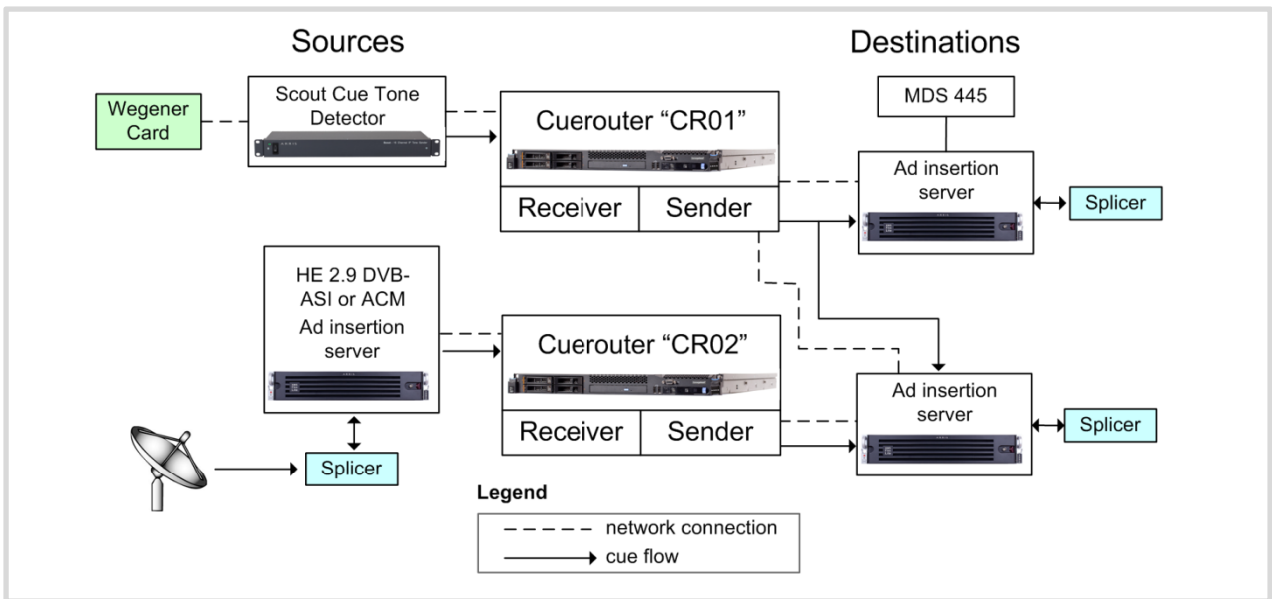 Sources
Destinations
Wegener
Card
Scout Cue Tone
Detector
Cuerouter “CR01”
Receiver
Sender
MDS 445
Ad insertion
server
Splicer
HE 2.9 DVB-
ASI or ACM
Ad insertion
server
Splicer
Cuerouter “CR02”
Receiver
Sender
Ad insertion
server
Splicer
Legend
network connection
cue flow